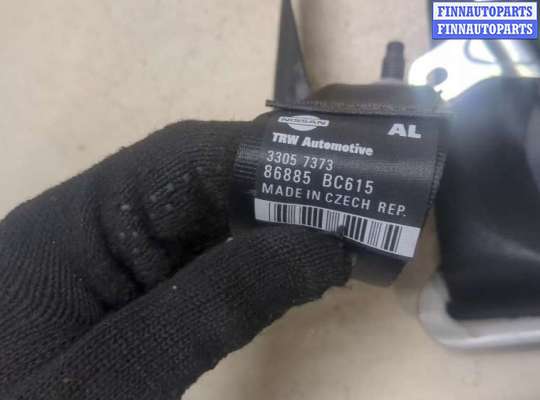 FINNAUTOPARTS
FINNAUTOPARTS
NISSAN
AL
TRW Automotive
3305 7373
86885 BC615
MADE IN CZECH REP.